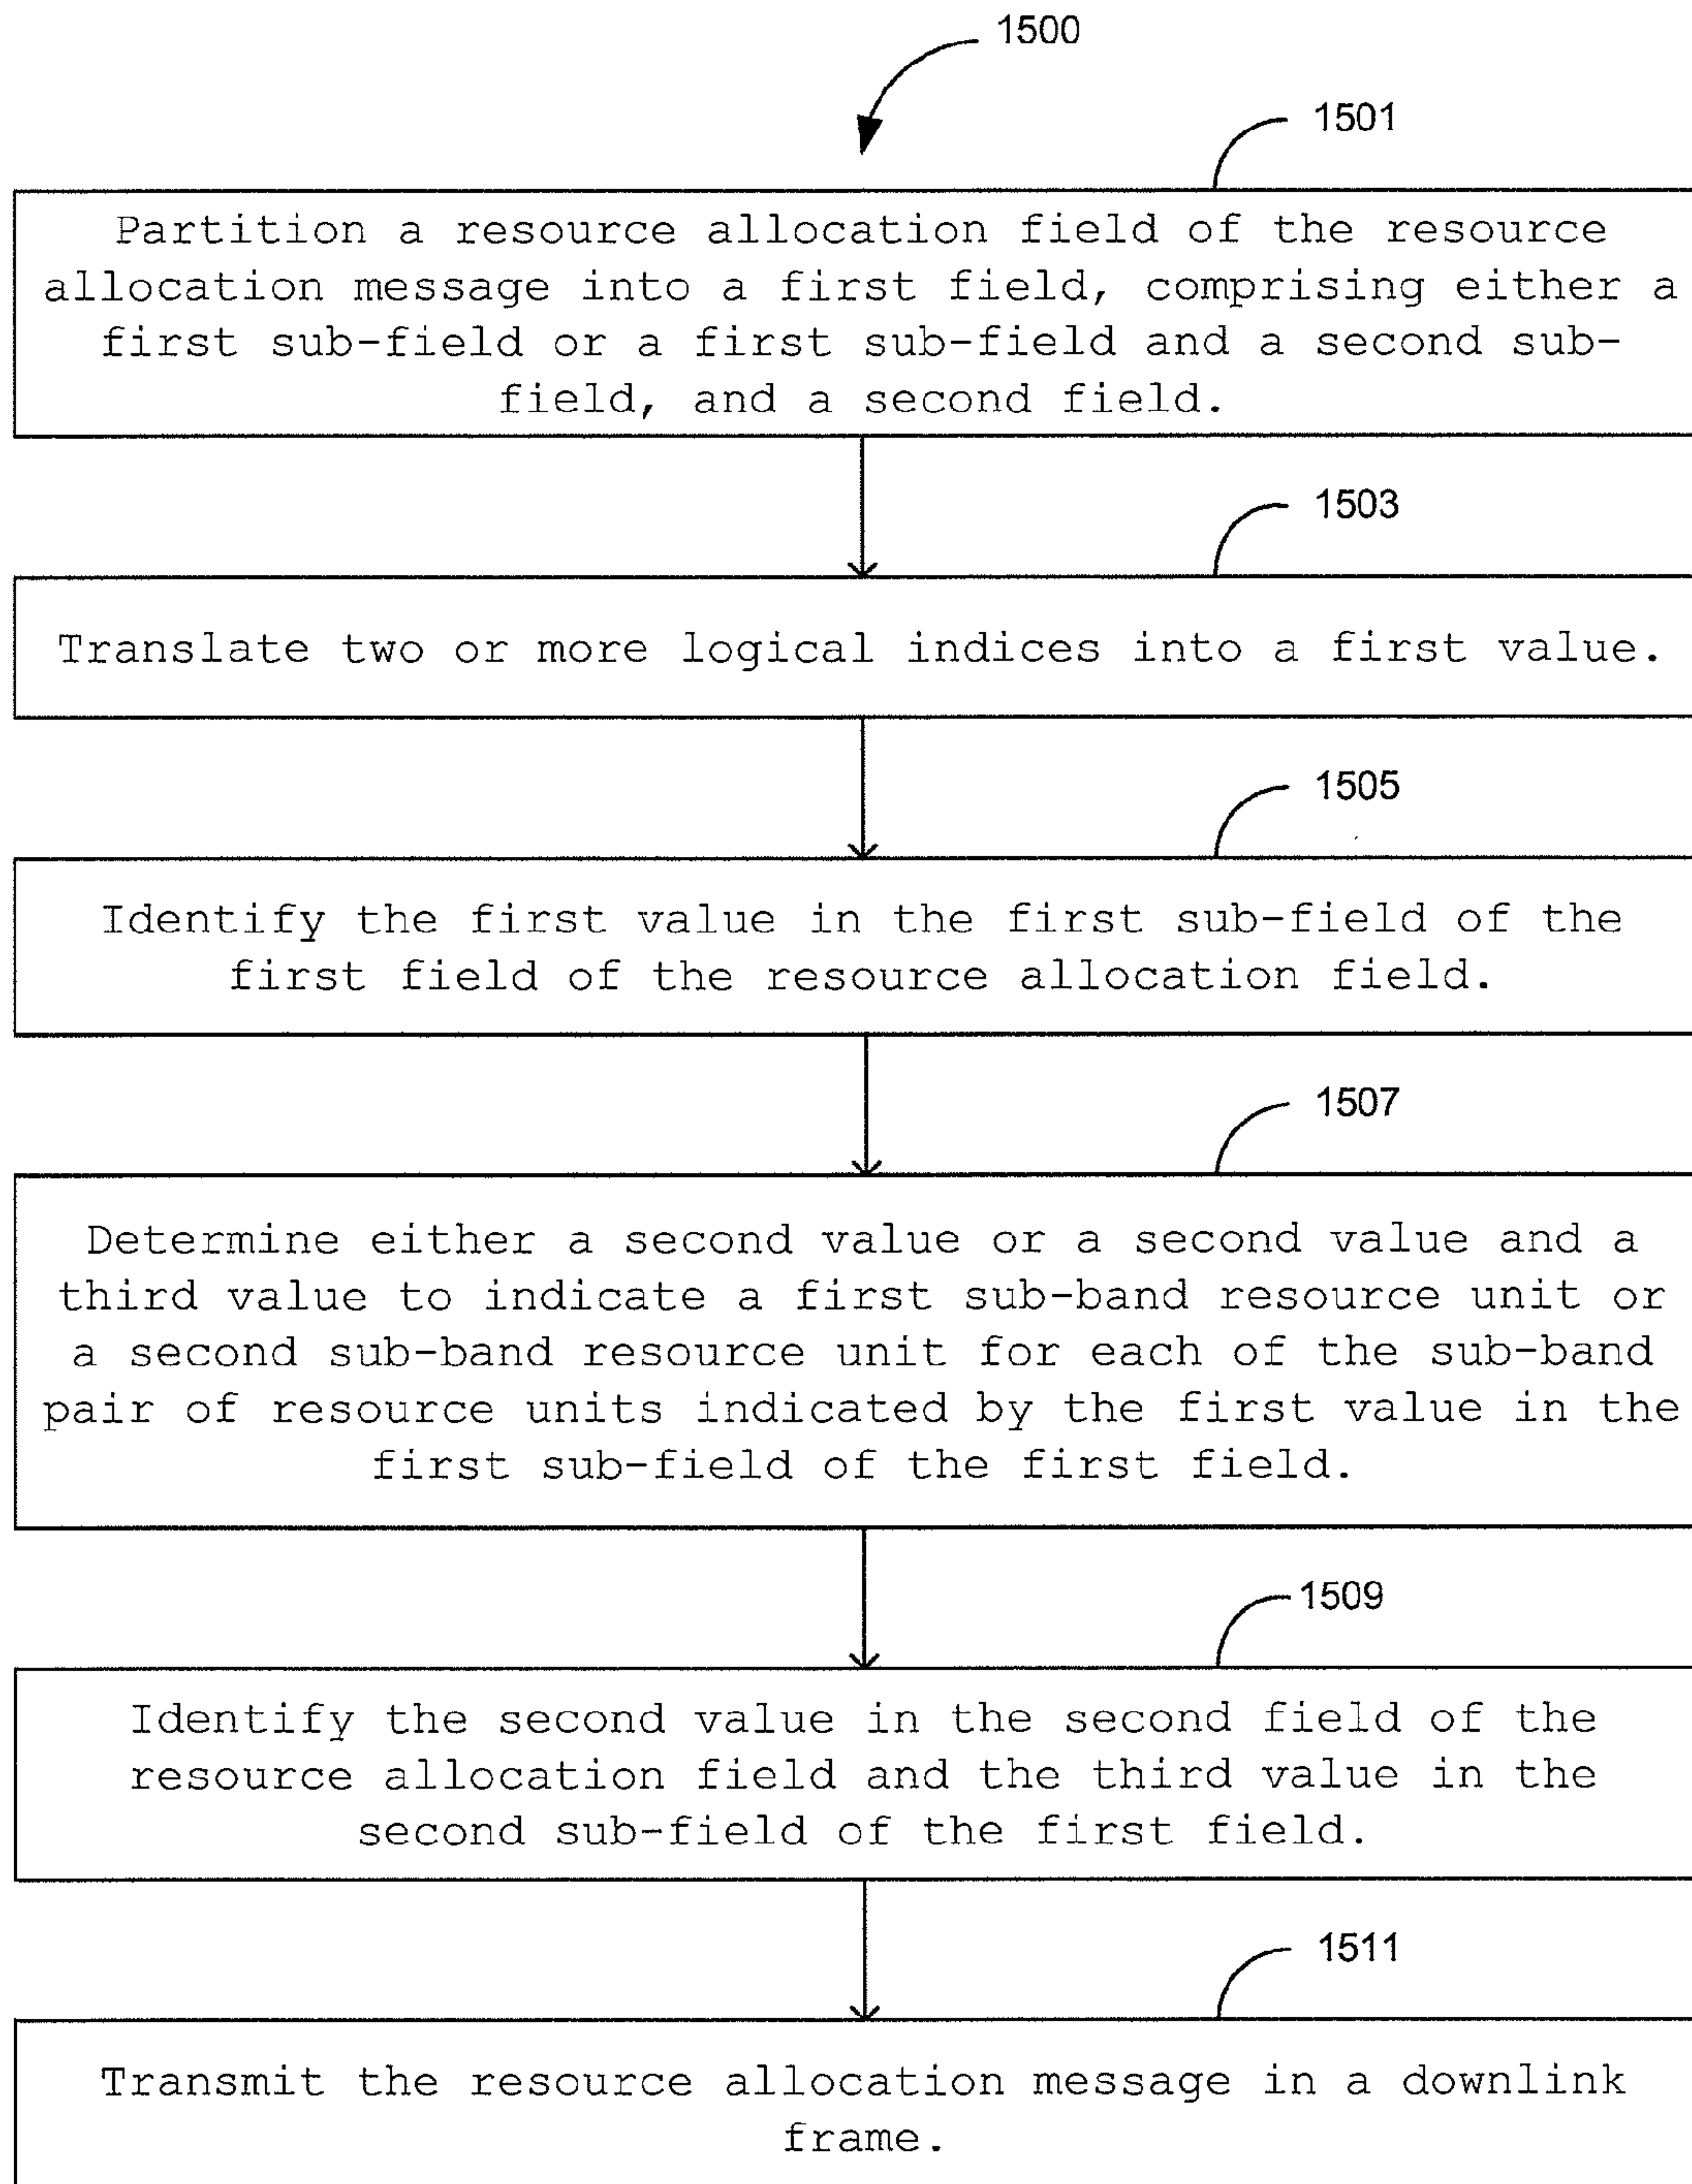 1500
1501
Partition a resource allocation field of the resource
allocation message into a first field, comprising either a
first sub-field or a first sub-field and a second sub-
field, and a second field.
1503
Translate two or more logical indices into a first value.
1505
Identify the first value in the first sub-field of the
first field of the resource allocation field.
1507
Determine either a second value or a second value and a
third value to indicate a first sub-band resource unit or
a second sub-band resource unit for each of the sub-band
pair of resource units indicated by the first value in the
first sub-field of the first field.
1509
Identify the second value in the second field of the
resource allocation field and the third value in the
second sub-field of the first field.
1511
Transmit the resource allocation message in a downlink
frame.